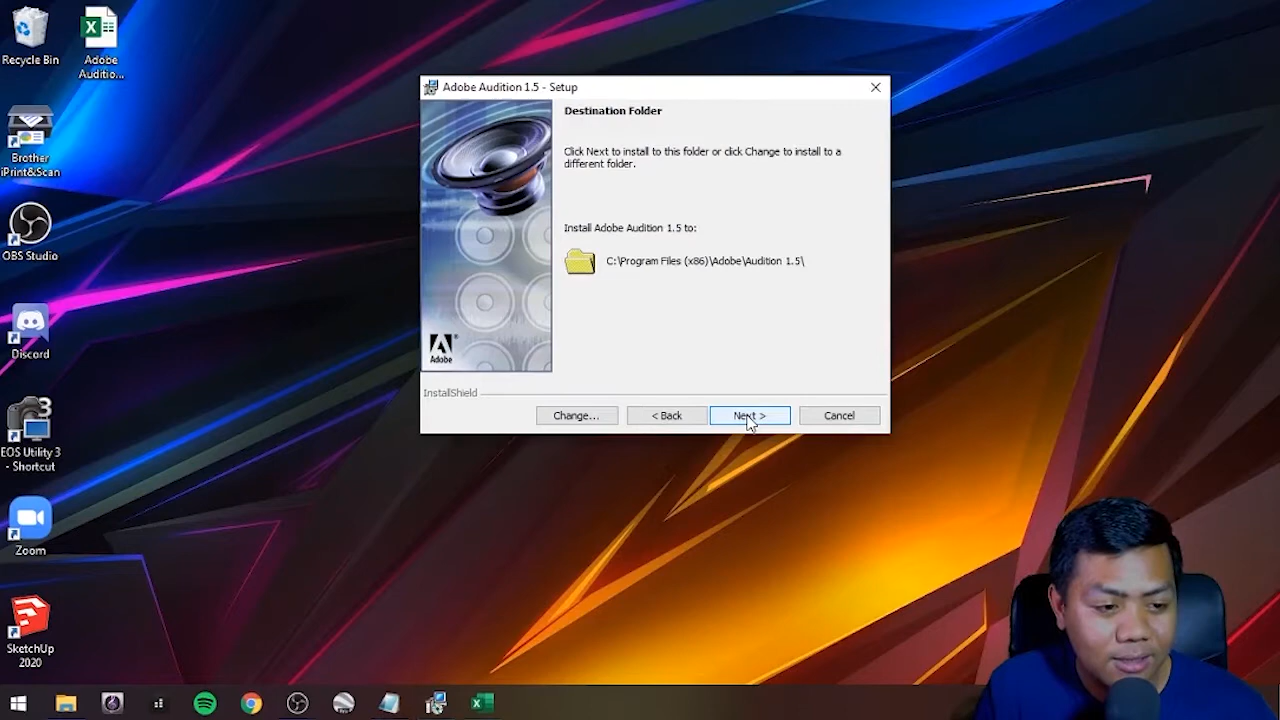 Recycle Bin
Adobe
Auditio...
Brother
iPrint&Scan
OBS Studio
Discord
3
EOS Utility 3
- Shortcut
Zoom
SketchUp
2020
Adobe Audition 1.5 - Setup
Destination Folder
Click Next to install to this folder or click Change to install to a
different folder.
Install Adobe Audition 1.5 to:
C:\Program Files (x86)\Adobe\Audition 1.5\
Adobe
InstallShield
Change...
< Back
Next >
Cancel